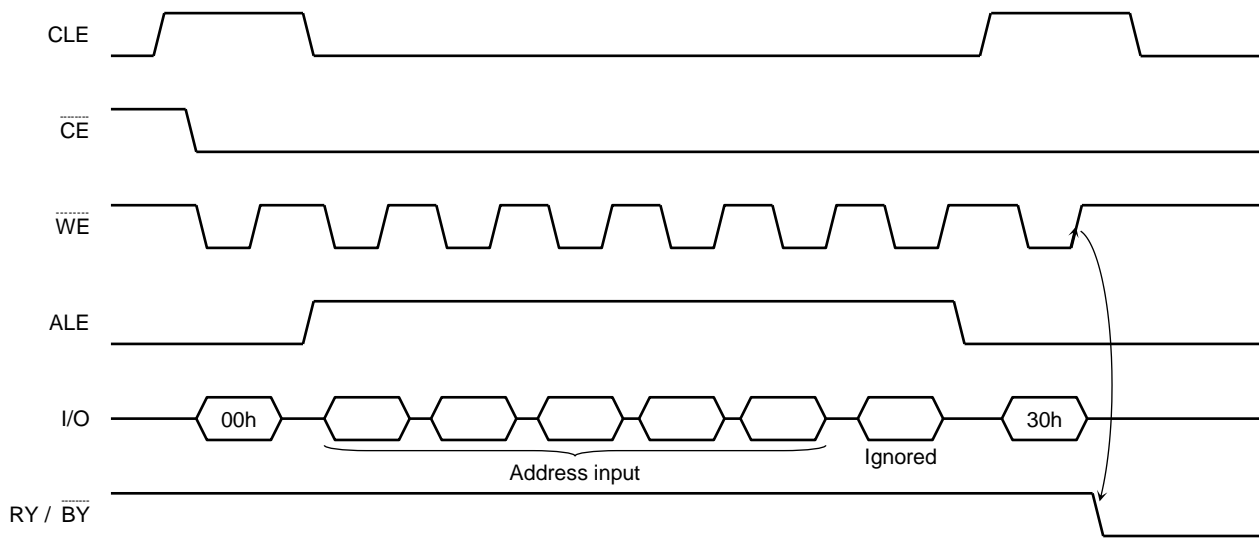 CLE
CE
WE
ALE
I/O 00h 30h
Ignored
Address input
RY / BY